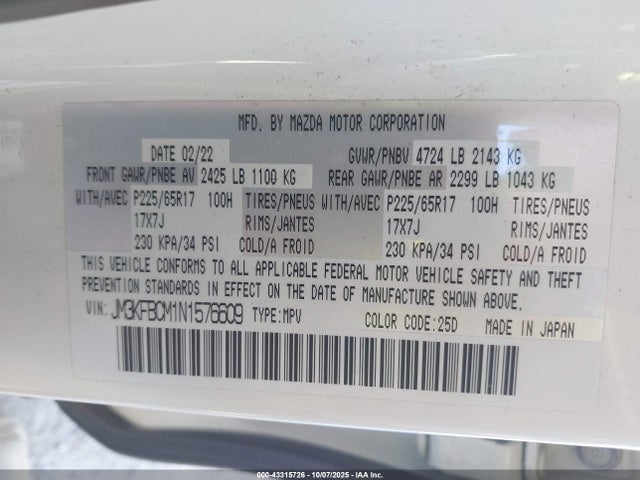 MFD. BY MAZDA MOTOR CORPORATION
DATE 02/22 GVWR/PNBV 4724 LB 2143 KG
FRONT GAWR/PNBE AV 2425 LB 1100 KG REAR GAWR/PNBE AR 2299 LB 1043 KG
WITH/AVEC P225/65R17 100H TIRES/PNEUS WITH/AVEC P225/65R17 100H TIRES/PNEUS
17X7J RIMS/JANTES 17X7J RIMS/JANTES
230 KPA/34 PSI COLD/A FROID 230 KPA/34 PSI COLD/A FROID
THIS VEHICLE CONFORMS TO ALL APPLICABLE FEDERAL MOTOR VEHICLE SAFETY AND THEFT
PREVENTION STANDARDS IN EFFECT ON THE DATE OF MANUFACTURE SHOWN ABOVE.
VIN: JM3KFBCM1N1576609 TYPE:MPV COLOR CODE:25D MADE IN JAPAN
000-43315726 - 10/07/2025 - IAA Inc.